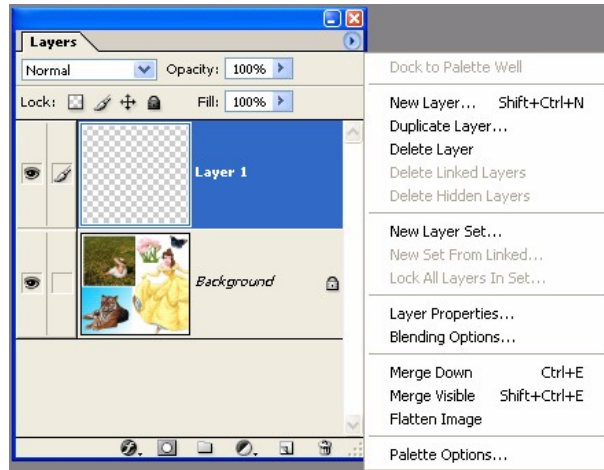 Layers
Normal Opacity: 100%
Lock: Fill: 100%
Layer 1
Background
Dock to Palette Well
New Layer... Shift+Ctrl+N
Duplicate Layer...
Delete Layer
Delete Linked Layers
Delete Hidden Layers
New Layer Set...
New Set From Linked...
Lock All Layers In Set...
Layer Properties...
Blending Options...
Merge Down Ctrl+E
Merge Visible Shift+Ctrl+E
Flatten Image
Palette Options...